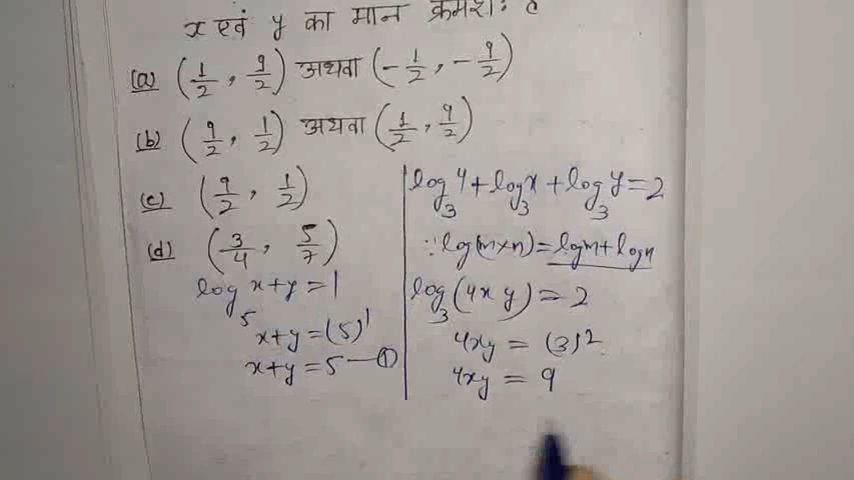 x एवं y का मान क्रमशः है
(a) (1/2, 9/2) अथवा (-1/2, -9/2)
(b) (9/2, 1/2) अथवा (1/2, 9/2)
(c) (9/2, 1/2)
(d) (3/4, 5/7)
log₅ x+y = 1
x+y = (5)¹
x+y = 5 —①
log₃ 4 + log₃ x + log₃ y = 2
∵ log(m×n) = log m + log n
log₃ (4xy) = 2
4xy = (3)²
4xy = 9